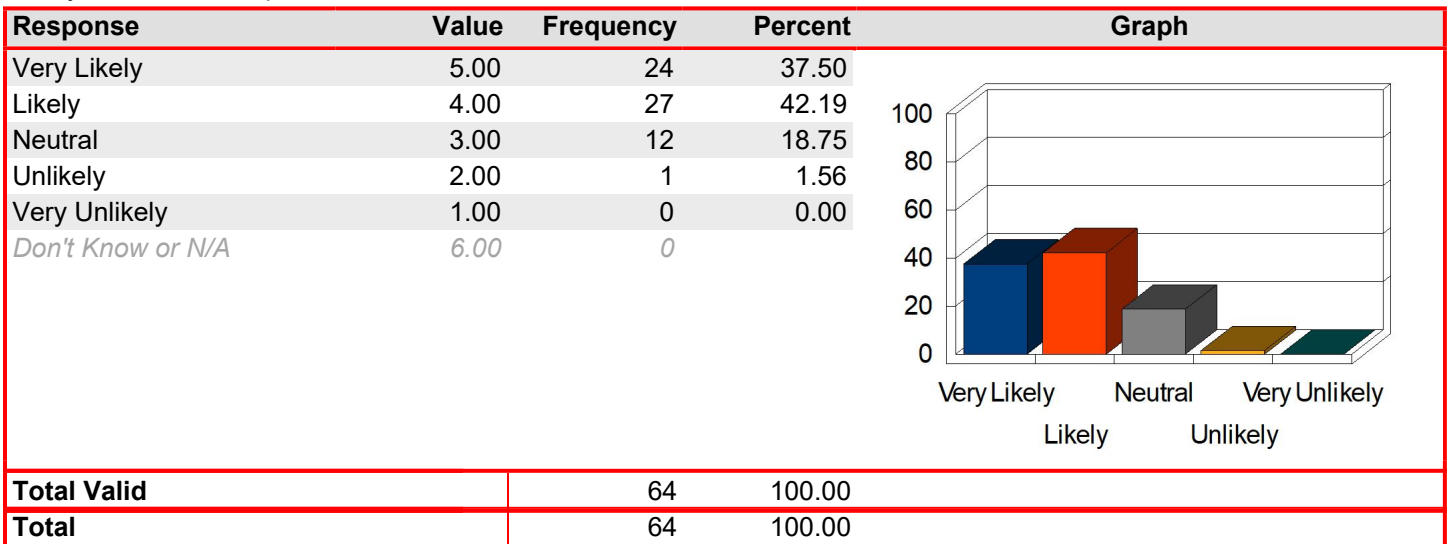 Response Value Frequency Percent Graph
Very Likely 5.00 24 37.50
Likely 4.00 27 42.19
Neutral 3.00 12 18.75
Unlikely 2.00 1 1.56
Very Unlikely 1.00 0 0.00
Don't Know or N/A 6.00 0
100
80
60
40
20
0
Very Likely Neutral Very Unlikely
Likely Unlikely
Total Valid 64 100.00
Total 64 100.00